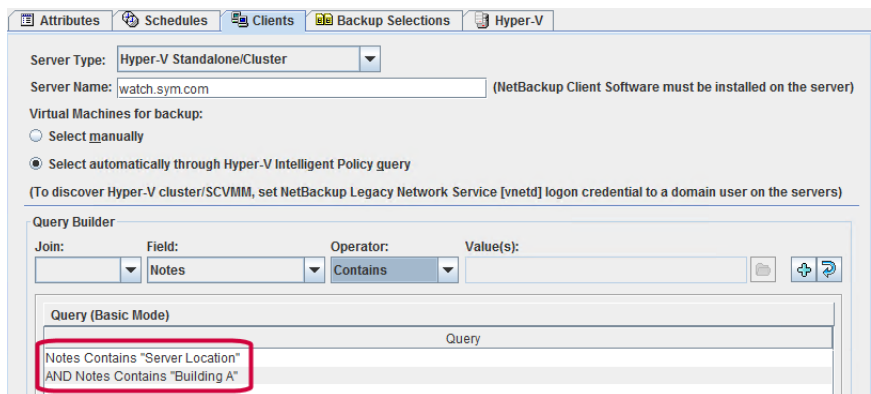 Attributes Schedules Clients Backup Selections Hyper-V
Server Type: Hyper-V Standalone/Cluster
Server Name: watch.sym.com (NetBackup Client Software must be installed on the server)
Virtual Machines for backup:
Select manually
Select automatically through Hyper-V Intelligent Policy query
(To discover Hyper-V cluster/SCVMM, set NetBackup Legacy Network Service [vnetd] logon credential to a domain user on the servers)
Query Builder
Join: Field: Operator: Value(s):
Notes Contains
Query (Basic Mode)
Query
Notes Contains "Server Location"
AND Notes Contains "Building A"